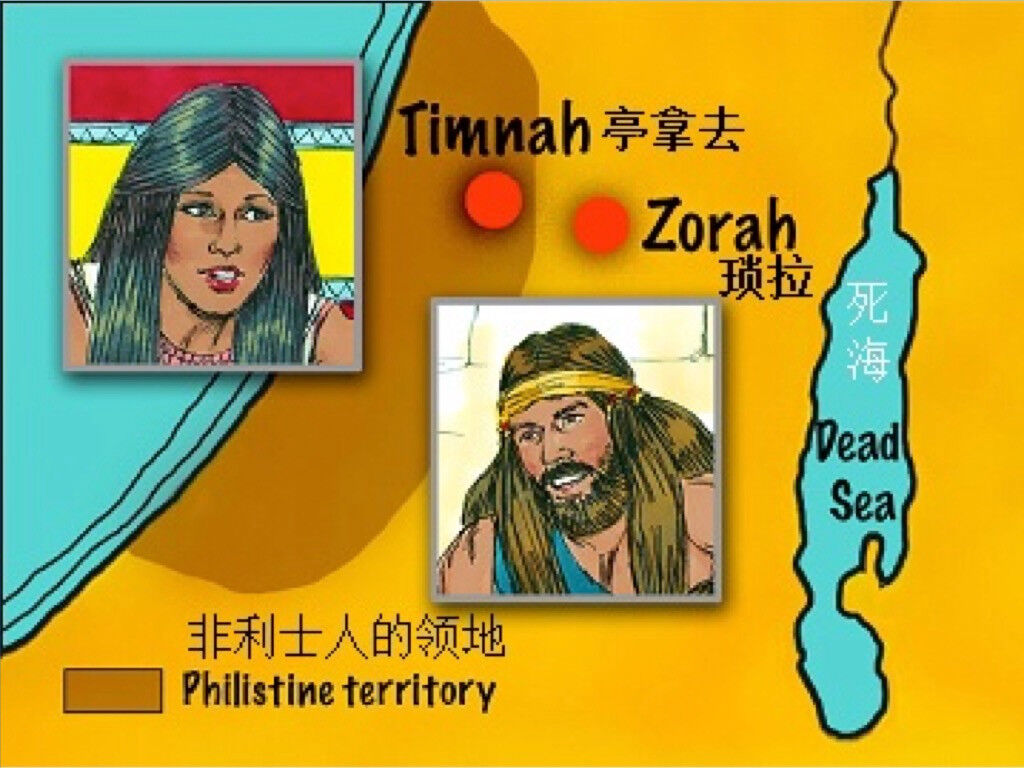 Timnah 亭拿去
Zorah
琐拉
死
海
Dead
Sea
非利士人的领地
Philistine territory